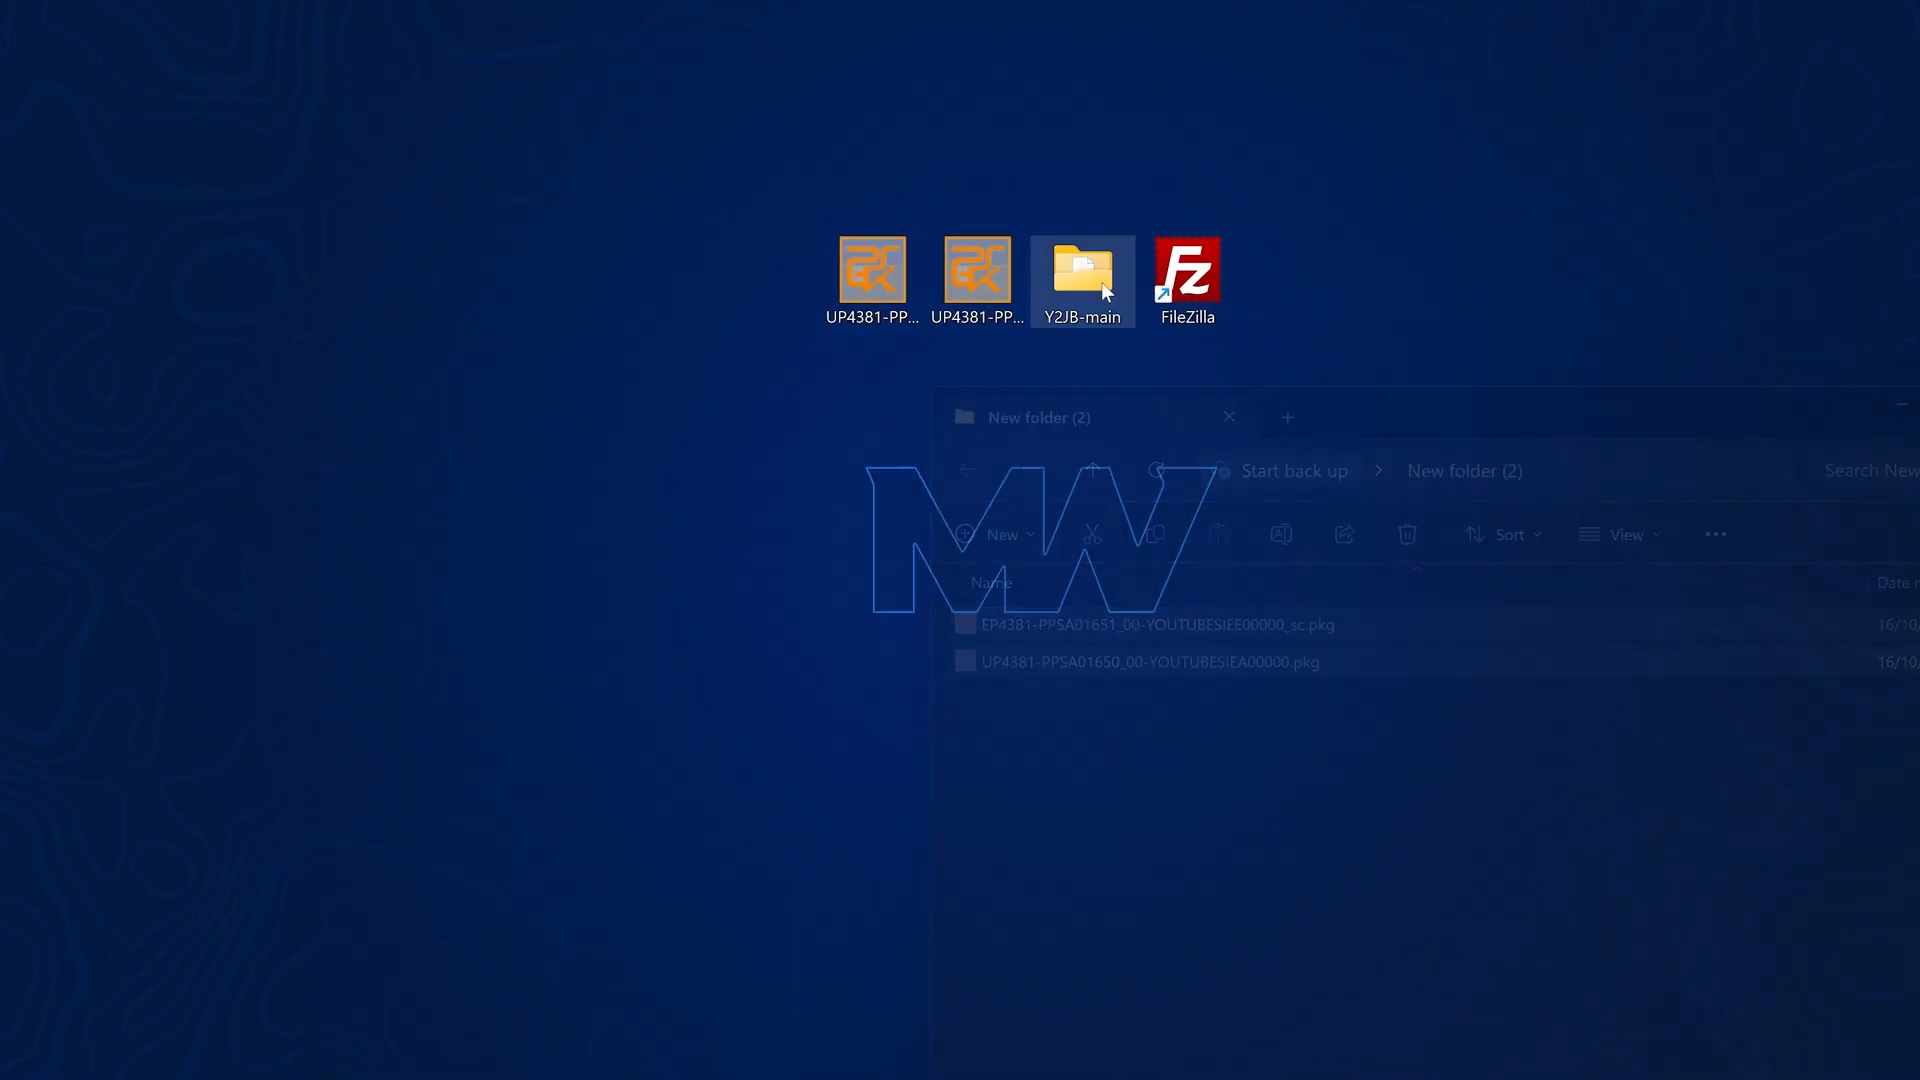 UP4381-PP... UP4381-PP... Y2JB-main FileZilla
New folder (2)
Start back up > New folder (2) Search New
New Sort View
Name Date
EP4381-PPSA01651_00-YOUTUBESIEE00000_sc.pkg 16/10/
UP4381-PPSA01650_00-YOUTUBESIEA00000.pkg 16/10/
MW